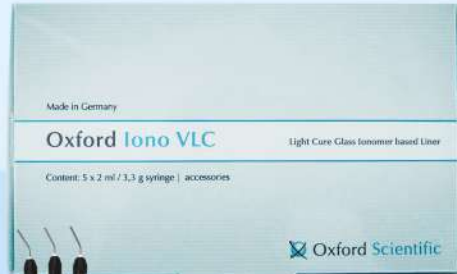 Made in Germany
Oxford Iono VLC
Light Cure Glass Ionomer based Liner
Content: 5 x 2 ml / 3,3 g syringe | accessories
Oxford Scientific